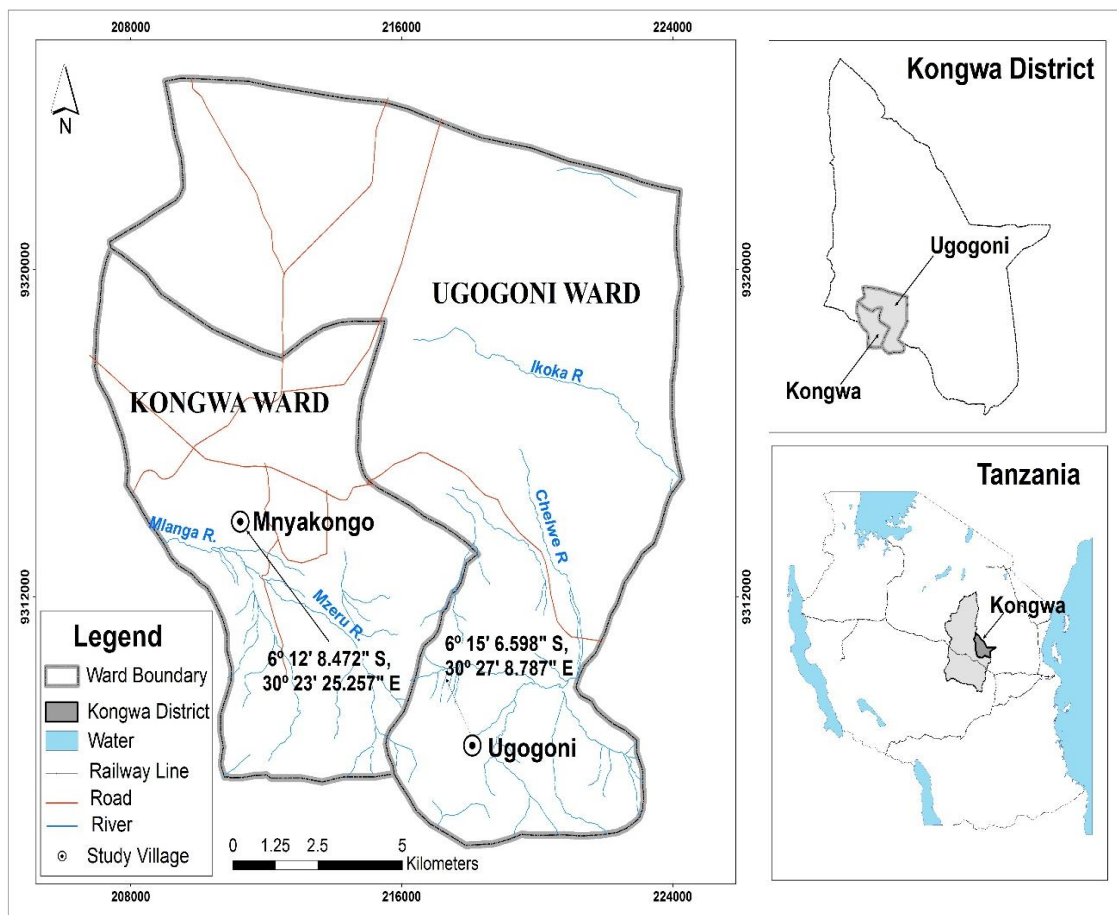 208000
216000
224000
N
9320000
9320000
UGOGONI WARD
Ikoka R
KONGWA WARD
Chelwe R
Mlanga R.
Mnyakongo
Mzeru R.
9312000
9312000
6º 12' 8.472" S,
30º 23' 25.257" E
6º 15' 6.598" S,
30º 27' 8.787" E
Ugogoni
Legend
Ward Boundary
Kongwa District
Water
Railway Line
Road
River
Study Village
0 1.25 2.5 5
Kilometers
208000
216000
224000
Kongwa District
Ugogoni
Kongwa
Tanzania
Kongwa